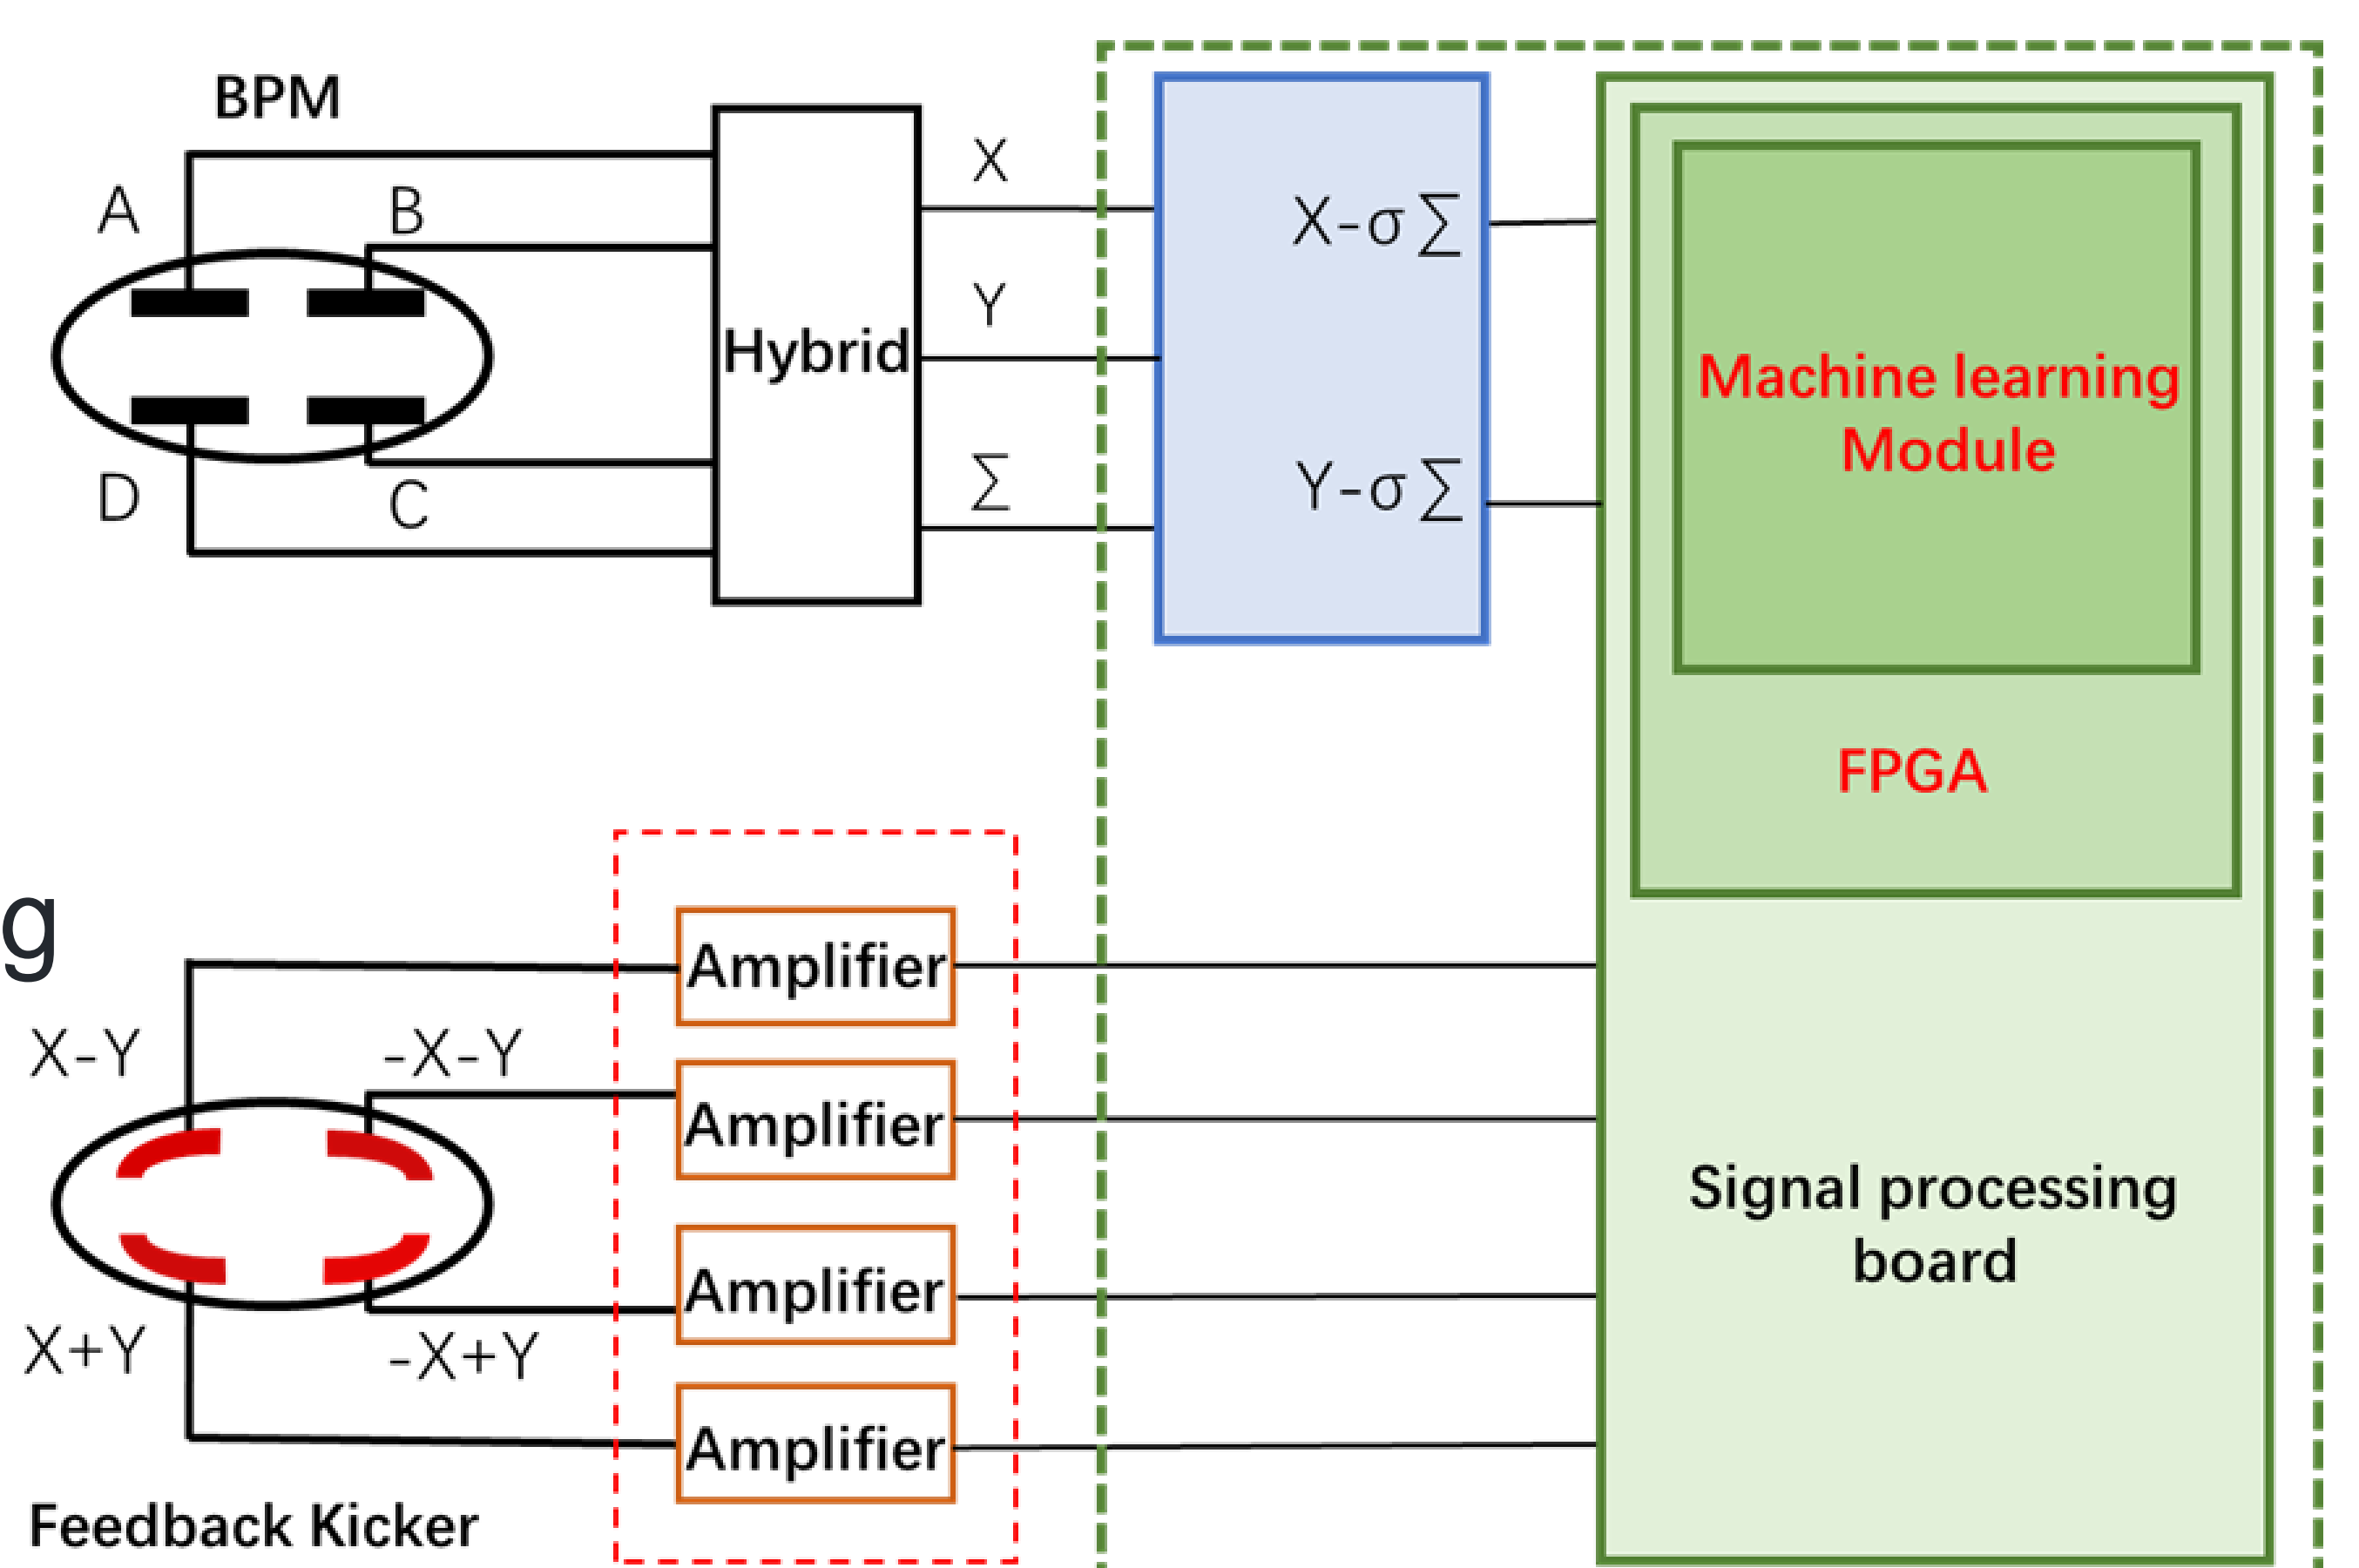 BPM
A
B
D
C
Hybrid
X
Y
∑
X-σ∑
Y-σ∑
Machine learning
Module
FPGA
Signal processing
board
g
Amplifier
Amplifier
Amplifier
Amplifier
X-Y
-X-Y
X+Y
-X+Y
Feedback Kicker